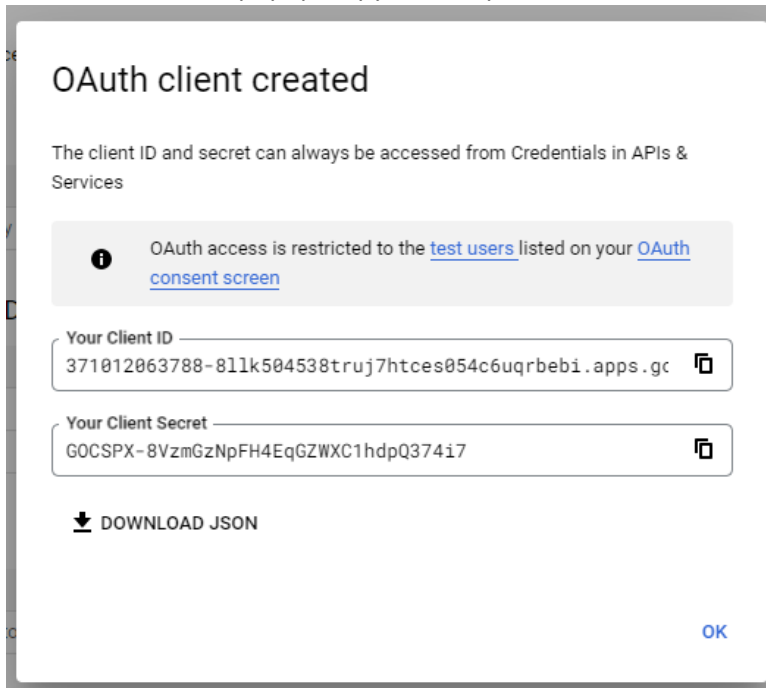 OAuth client created
The client ID and secret can always be accessed from Credentials in APIs &
Services
OAuth access is restricted to the test users listed on your OAuth
consent screen
Your Client ID
371012063788-8llk504538truj7htces054c6uqrbebi.apps.gc
Your Client Secret
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
DOWNLOAD JSON
OK